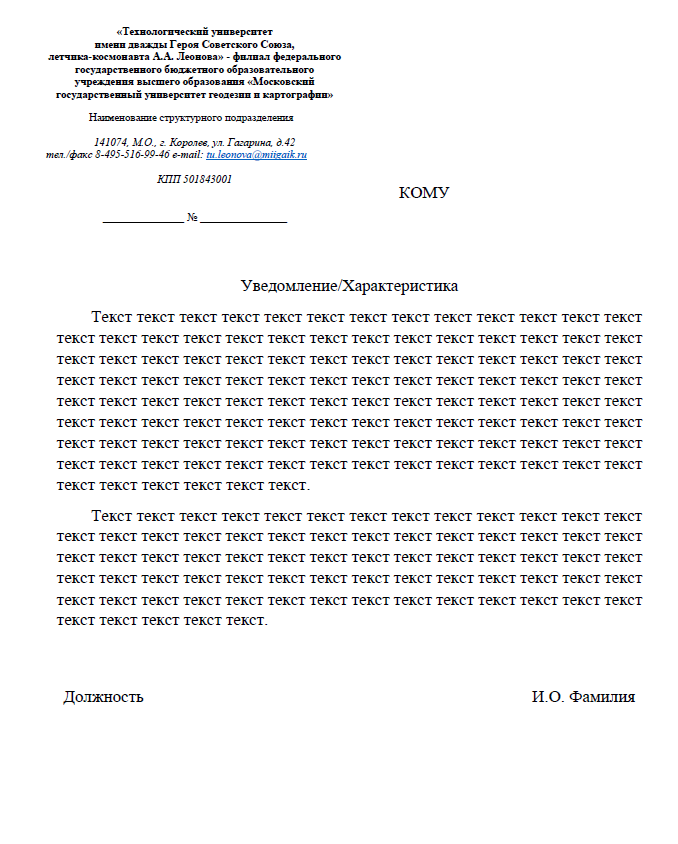 «Технологический университет
имени дважды Героя Советского Союза,
летчика-космонавта А.А. Леонова» - филиал федерального
государственного бюджетного образовательного
учреждения высшего образования «Московский
государственный университет геодезии и картографии»
Наименование структурного подразделения
141074, М.О., г. Королев, ул. Гагарина, д.42
тел./факс 8-495-516-99-46 e-mail: tu.leonova@miigaik.ru
КПП 501843001
КОМУ
_______________ № ________________
Уведомление/Характеристика
Текст текст текст текст текст текст текст текст текст текст текст текст текст
текст текст текст текст текст текст текст текст текст текст текст текст текст текст
текст текст текст текст текст текст текст текст текст текст текст текст текст текст
текст текст текст текст текст текст текст текст текст текст текст текст текст текст
текст текст текст текст текст текст текст текст текст текст текст текст текст текст
текст текст текст текст текст текст текст текст текст текст текст текст текст текст
текст текст текст текст текст текст текст текст текст текст текст текст текст текст
текст текст текст текст текст текст текст текст текст текст текст текст текст текст
текст текст текст текст текст текст.
Текст текст текст текст текст текст текст текст текст текст текст текст текст
текст текст текст текст текст текст текст текст текст текст текст текст текст текст
текст текст текст текст текст текст текст текст текст текст текст текст текст текст
текст текст текст текст текст текст текст текст текст текст текст текст текст текст
текст текст текст текст текст текст текст текст текст текст текст текст текст текст
текст текст текст текст текст.
Должность И.О. Фамилия